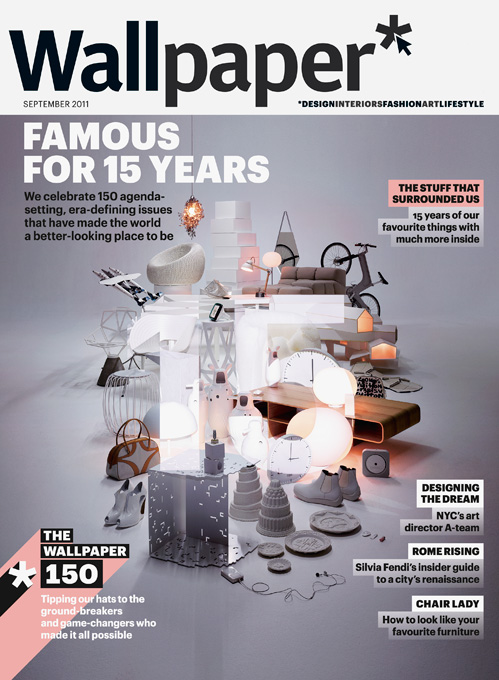 Wallpaper*
SEPTEMBER 2011
*DESIGNINTERIORSFASHIONARTLIFESTYLE
FAMOUS
FOR 15 YEARS
We celebrate 150 agenda-
setting, era-defining issues
that have made the world
a better-looking place to be
THE STUFF THAT
SURROUNDED US
15 years of our
favourite things with
much more inside
DESIGNING
THE DREAM
NYC's art
director A-team
ROME RISING
Silvia Fendi's insider guide
to a city's renaissance
CHAIR LADY
How to look like your
favourite furniture
THE
WALLPAPER
*150
Tipping our hats to the
ground-breakers
and game-changers who
made it all possible